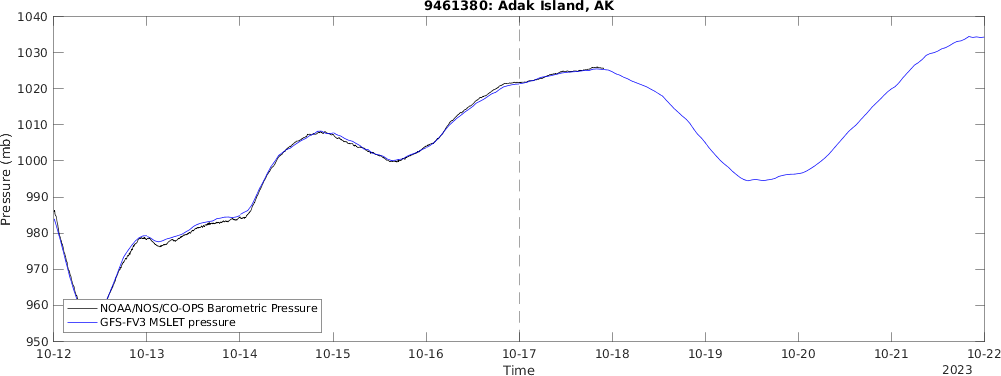 9461380: Adak Island, AK
Pressure (mb)
1040
1030
1020
1010
1000
990
980
970
960
950
NOAA/NOS/CO-OPS Barometric Pressure
GFS-FV3 MSLET pressure
10-12 10-13 10-14 10-15 10-16 10-17 10-18 10-19 10-20 10-21 10-22
Time
2023